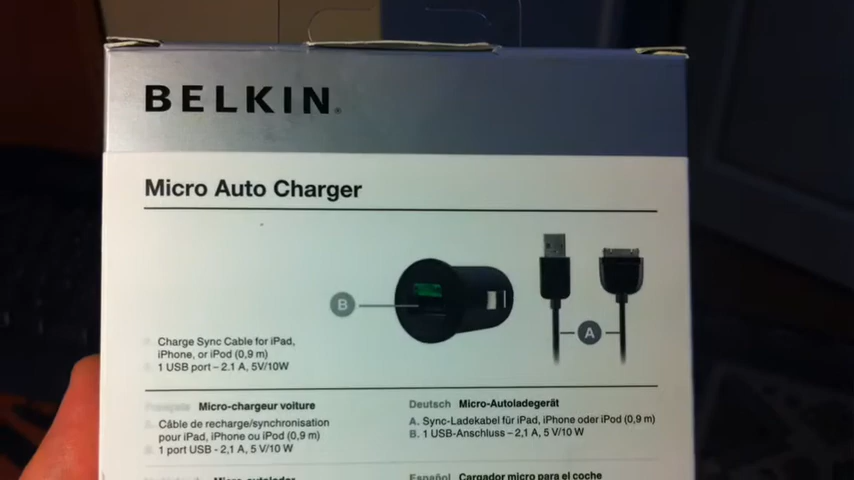 BELKIN®
Micro Auto Charger
B
A
Charge Sync Cable for iPad,
iPhone, or iPod (0,9 m)
1 USB port – 2.1 A, 5V/10W
Français Micro-chargeur voiture
A. Câble de recharge/synchronisation
pour iPad, iPhone ou iPod (0,9 m)
B. 1 port USB - 2,1 A, 5 V/10 W
Deutsch Micro-Autoladegerät
A. Sync-Ladekabel für iPad, iPhone oder iPod (0,9 m)
B. 1 USB-Anschluss – 2,1 A, 5 V/10 W
Micro-autolader
Español Cargador micro para el coche